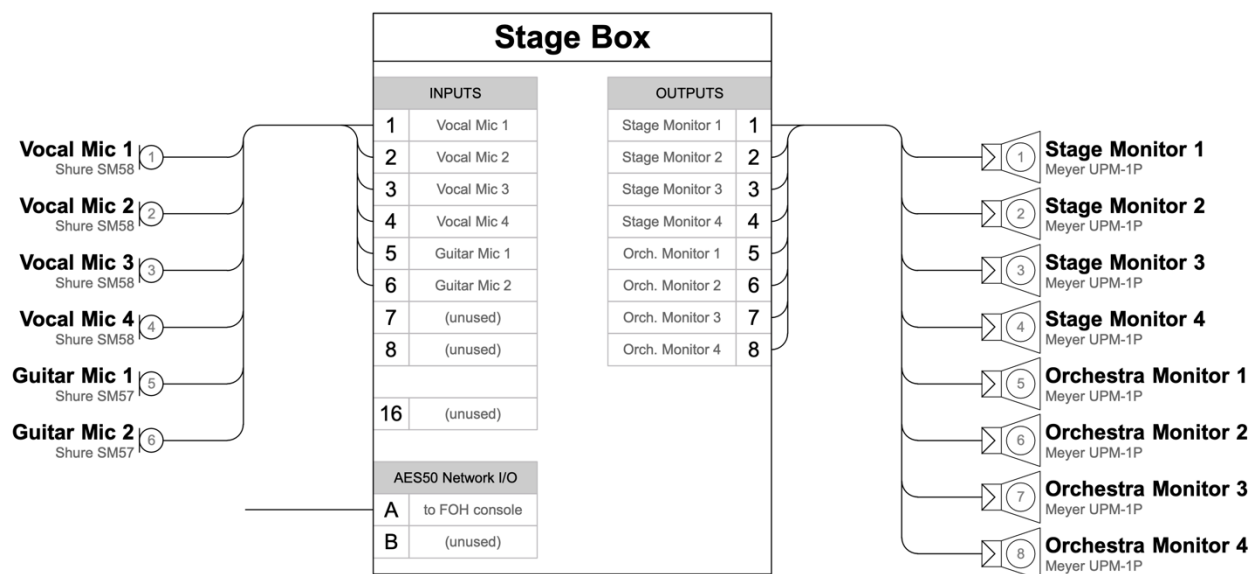 Stage Box
Vocal Mic 1
Shure SM58
1
Vocal Mic 2
Shure SM58
2
Vocal Mic 3
Shure SM58
3
Vocal Mic 4
Shure SM58
4
Guitar Mic 1
Shure SM57
5
Guitar Mic 2
Shure SM57
6
INPUTS
1 Vocal Mic 1
2 Vocal Mic 2
3 Vocal Mic 3
4 Vocal Mic 4
5 Guitar Mic 1
6 Guitar Mic 2
7 (unused)
8 (unused)
16 (unused)
AES50 Network I/O
A to FOH console
B (unused)
OUTPUTS
Stage Monitor 1 1
Stage Monitor 2 2
Stage Monitor 3 3
Stage Monitor 4 4
Orch. Monitor 1 5
Orch. Monitor 2 6
Orch. Monitor 3 7
Orch. Monitor 4 8
1
Stage Monitor 1
Meyer UPM-1P
2
Stage Monitor 2
Meyer UPM-1P
3
Stage Monitor 3
Meyer UPM-1P
4
Stage Monitor 4
Meyer UPM-1P
5
Orchestra Monitor 1
Meyer UPM-1P
6
Orchestra Monitor 2
Meyer UPM-1P
7
Orchestra Monitor 3
Meyer UPM-1P
8
Orchestra Monitor 4
Meyer UPM-1P